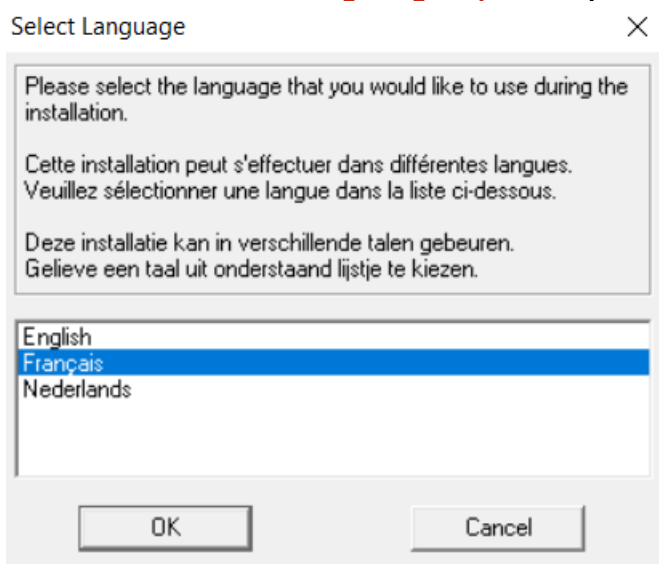 Select Language
Please select the language that you would like to use during the
installation.
Cette installation peut s'effectuer dans différentes langues.
Veuillez sélectionner une langue dans la liste ci-dessous.
Deze installatie kan in verschillende talen gebeuren.
Gelieve een taal uit onderstaand lijstje te kiezen.
English
Français
Nederlands
OK
Cancel